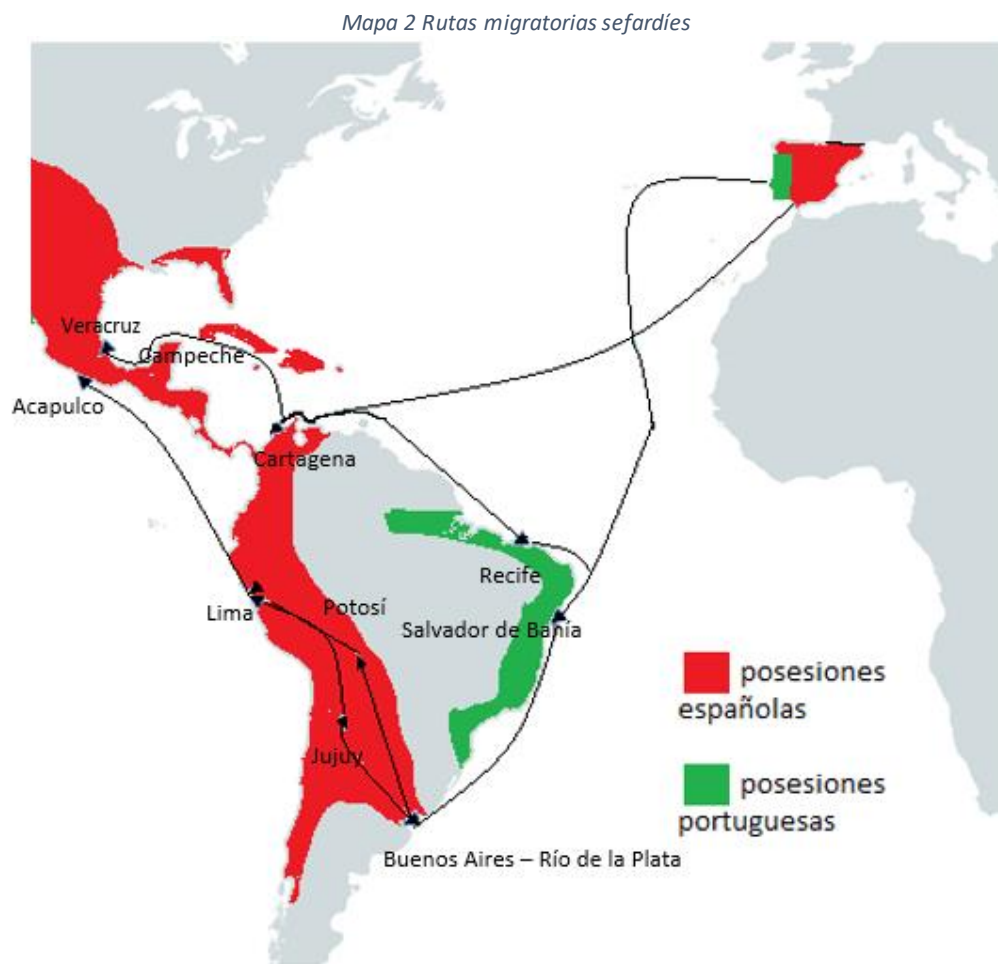 Mapa 2 Rutas migratorias sefardíes
Veracruz
Campeche
Acapulco
Cartagena
Recife
Lima
Potosí
Salvador de Bahía
posesiones
españolas
Jujuy
posesiones
portuguesas
Buenos Aires – Río de la Plata